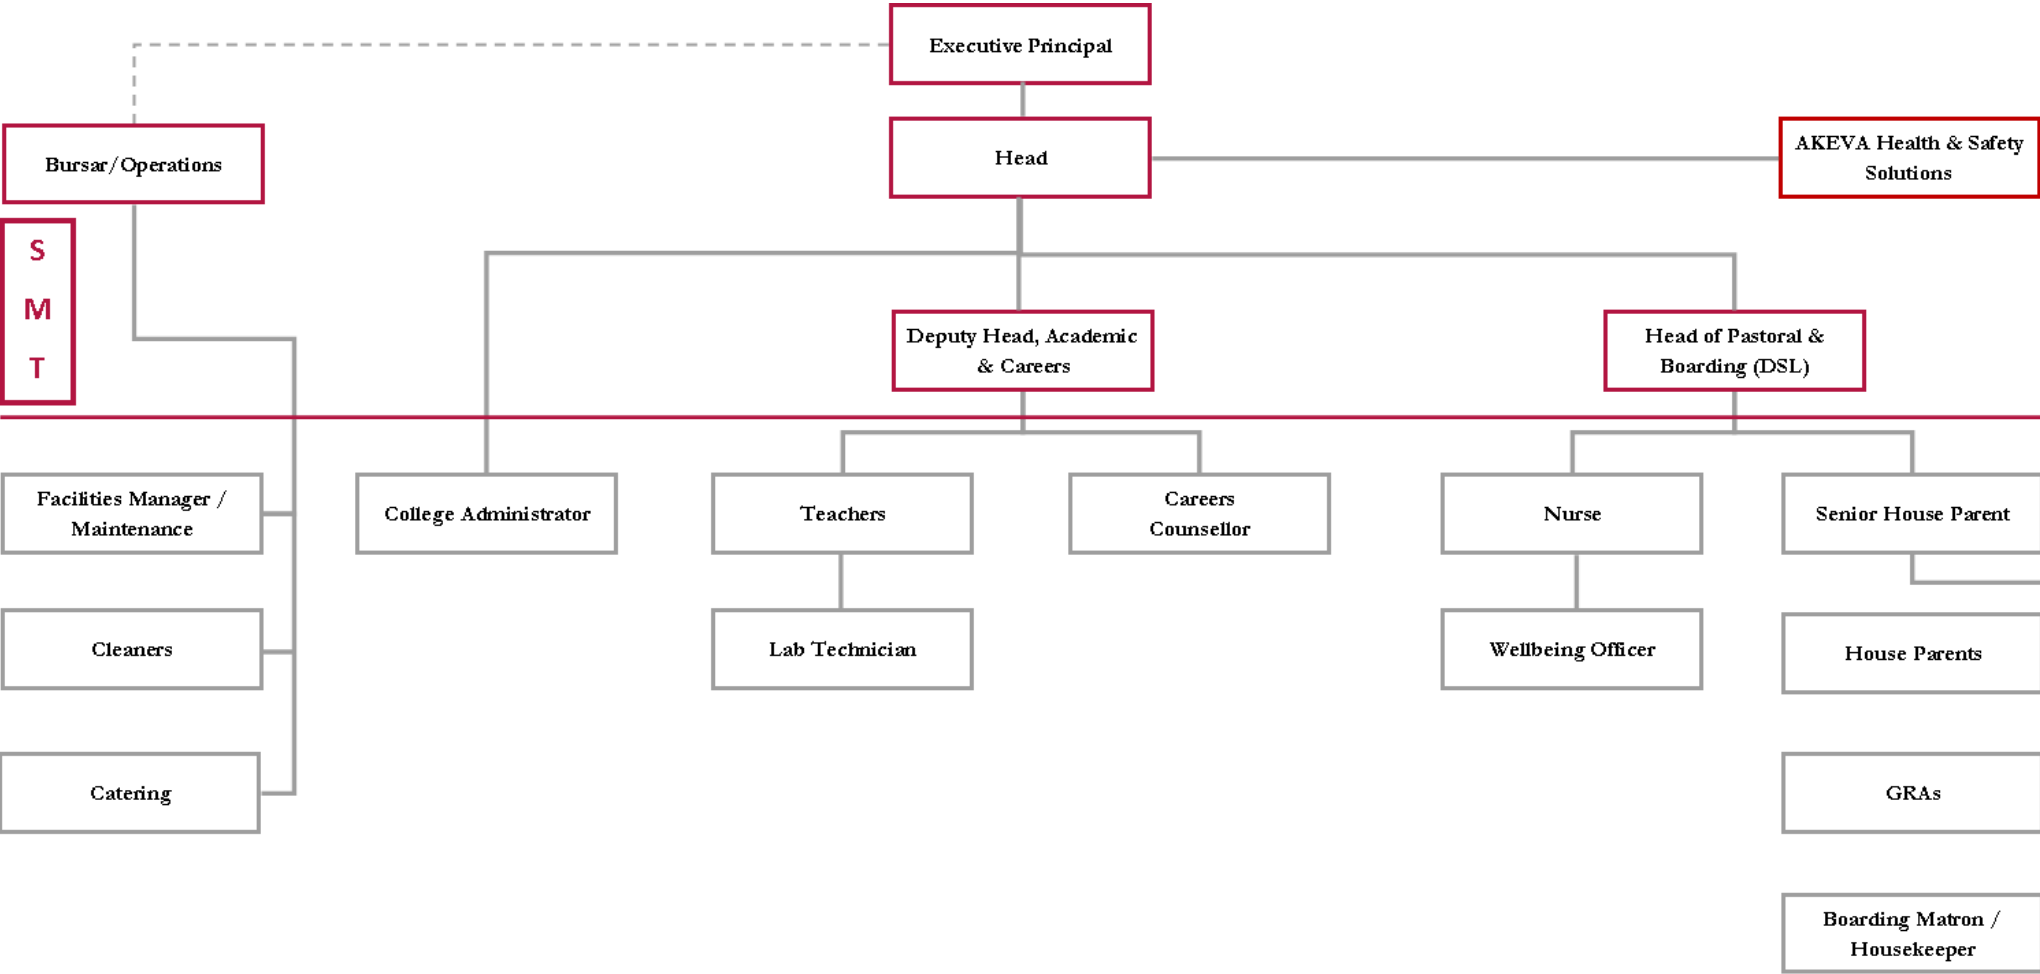 Executive Principal
Bursar/Operations
Head
AKEVA Health & Safety
Solutions
S
M
T
Deputy Head, Academic
& Careers
Head of Pastoral &
Boarding (DSL)
Facilities Manager /
Maintenance
College Administrator
Teachers
Careers
Counsellor
Nurse
Senior House Parent
Cleaners
Lab Technician
Wellbeing Officer
House Parents
Catering
GRAs
Boarding Matron /
Housekeeper